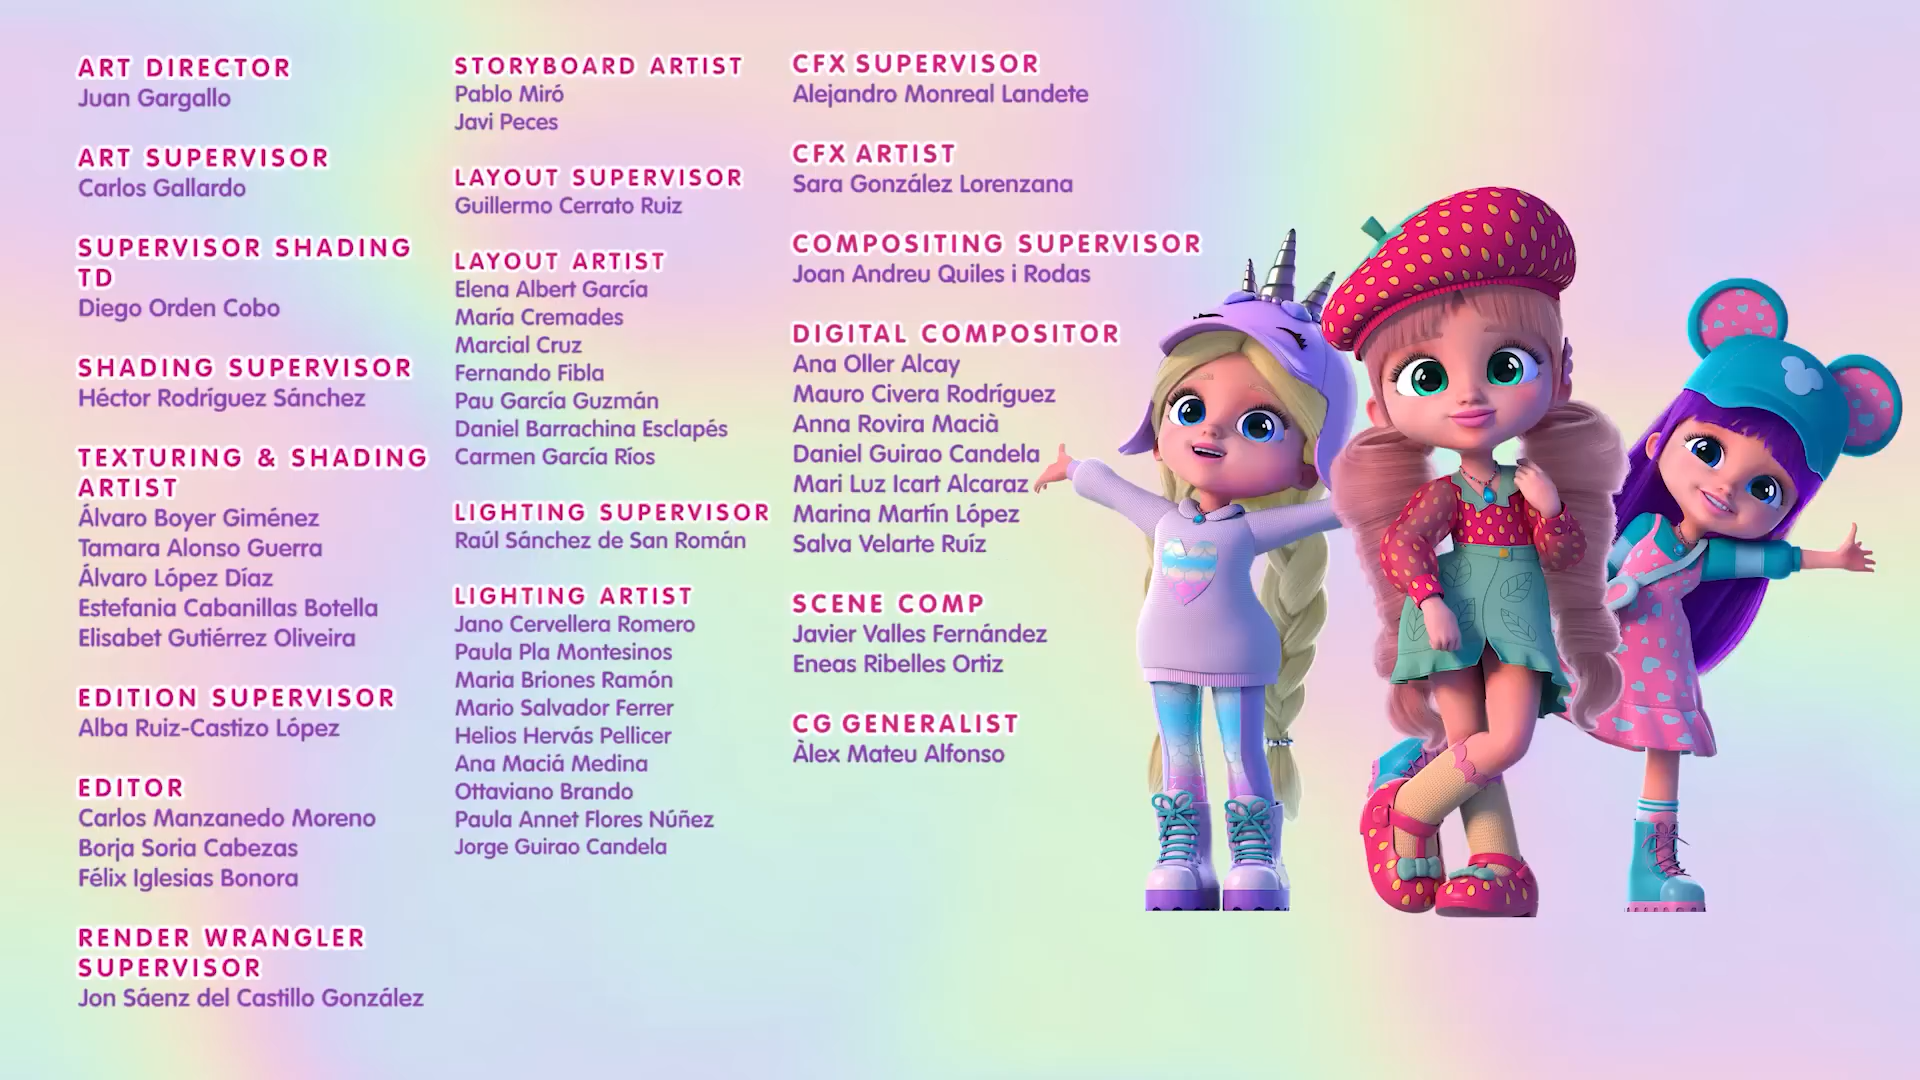 ART DIRECTOR
Juan Gargallo
ART SUPERVISOR
Carlos Gallardo
SUPERVISOR SHADING
TD
Diego Orden Cobo
SHADING SUPERVISOR
Héctor Rodríguez Sánchez
TEXTURING & SHADING
ARTIST
Álvaro Boyer Giménez
Tamara Alonso Guerra
Álvaro López Díaz
Estefania Cabanillas Botella
Elisabet Gutiérrez Oliveira
EDITION SUPERVISOR
Alba Ruiz-Castizo López
EDITOR
Carlos Manzanedo Moreno
Borja Soria Cabezas
Félix Iglesias Bonora
RENDER WRANGLER
SUPERVISOR
Jon Sáenz del Castillo González
STORYBOARD ARTIST
Pablo Miró
Javi Peces
LAYOUT SUPERVISOR
Guillermo Cerrato Ruiz
LAYOUT ARTIST
Elena Albert García
María Cremades
Marcial Cruz
Fernando Fibla
Pau García Guzmán
Daniel Barrachina Esclapés
Carmen García Ríos
LIGHTING SUPERVISOR
Raúl Sánchez de San Román
LIGHTING ARTIST
Jano Cervellera Romero
Paula Pla Montesinos
Maria Briones Ramón
Mario Salvador Ferrer
Helios Hervás Pellicer
Ana Maciá Medina
Ottaviano Brando
Paula Annet Flores Núñez
Jorge Guirao Candela
CFX SUPERVISOR
Alejandro Monreal Landete
CFX ARTIST
Sara González Lorenzana
COMPOSITING SUPERVISOR
Joan Andreu Quiles i Rodas
DIGITAL COMPOSITOR
Ana Oller Alcay
Mauro Civera Rodríguez
Anna Rovira Macià
Daniel Guirao Candela
Mari Luz Icart Alcaraz
Marina Martín López
Salva Velarte Ruíz
SCENE COMP
Javier Valles Fernández
Eneas Ribelles Ortiz
CG GENERALIST
Àlex Mateu Alfonso